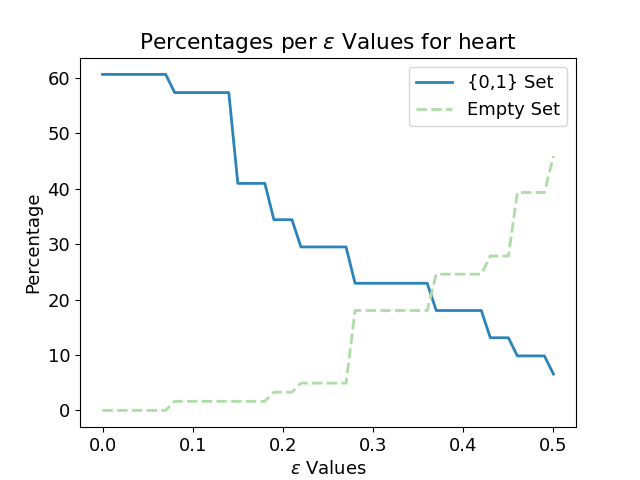 Percentages per ε Values for heart
{0,1} Set
Empty Set
Percentage
60
50
40
30
20
10
0
0.0 0.1 0.2 0.3 0.4 0.5
ε Values